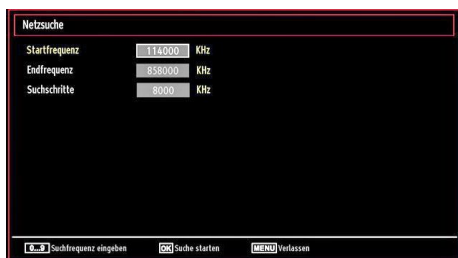 Netzsuche
Startfrequenz 114000 KHz
Endfrequenz 858000 KHz
Suchschritte 8000 KHz
0...9 Suchfrequenz eingeben OK Suche starten MENU Verlassen